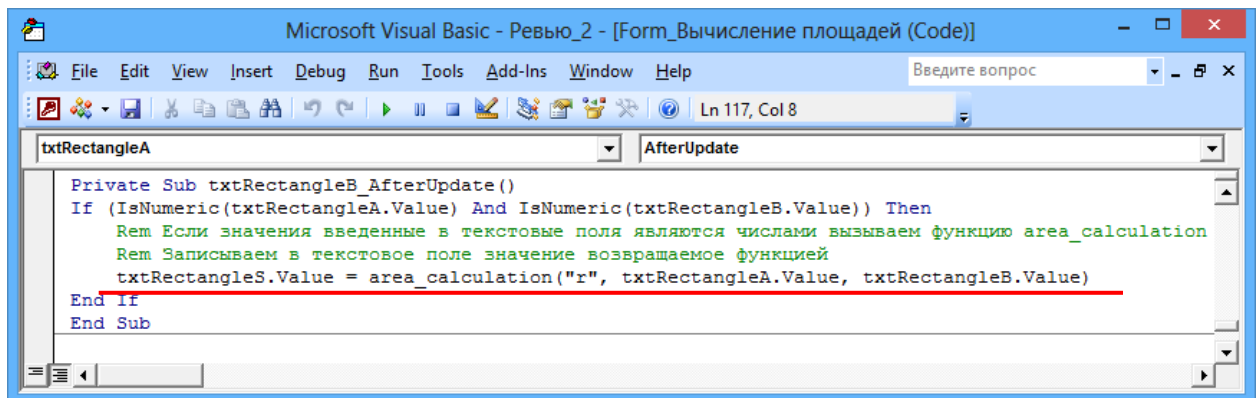 Microsoft Visual Basic - Ревью_2 - [Form_Вычисление площадей (Code)]
File Edit View Insert Debug Run Tools Add-Ins Window Help Введите вопрос
Ln 117, Col 8
txtRectangleA AfterUpdate
Private Sub txtRectangleB_AfterUpdate()
If (IsNumeric(txtRectangleA.Value) And IsNumeric(txtRectangleB.Value)) Then
Rem Если значения введенные в текстовые поля являются числами вызываем функцию area_calculation
Rem Записываем в текстовое поле значение возвращаемое функцией
txtRectangleS.Value = area_calculation("r", txtRectangleA.Value, txtRectangleB.Value)
End If
End Sub